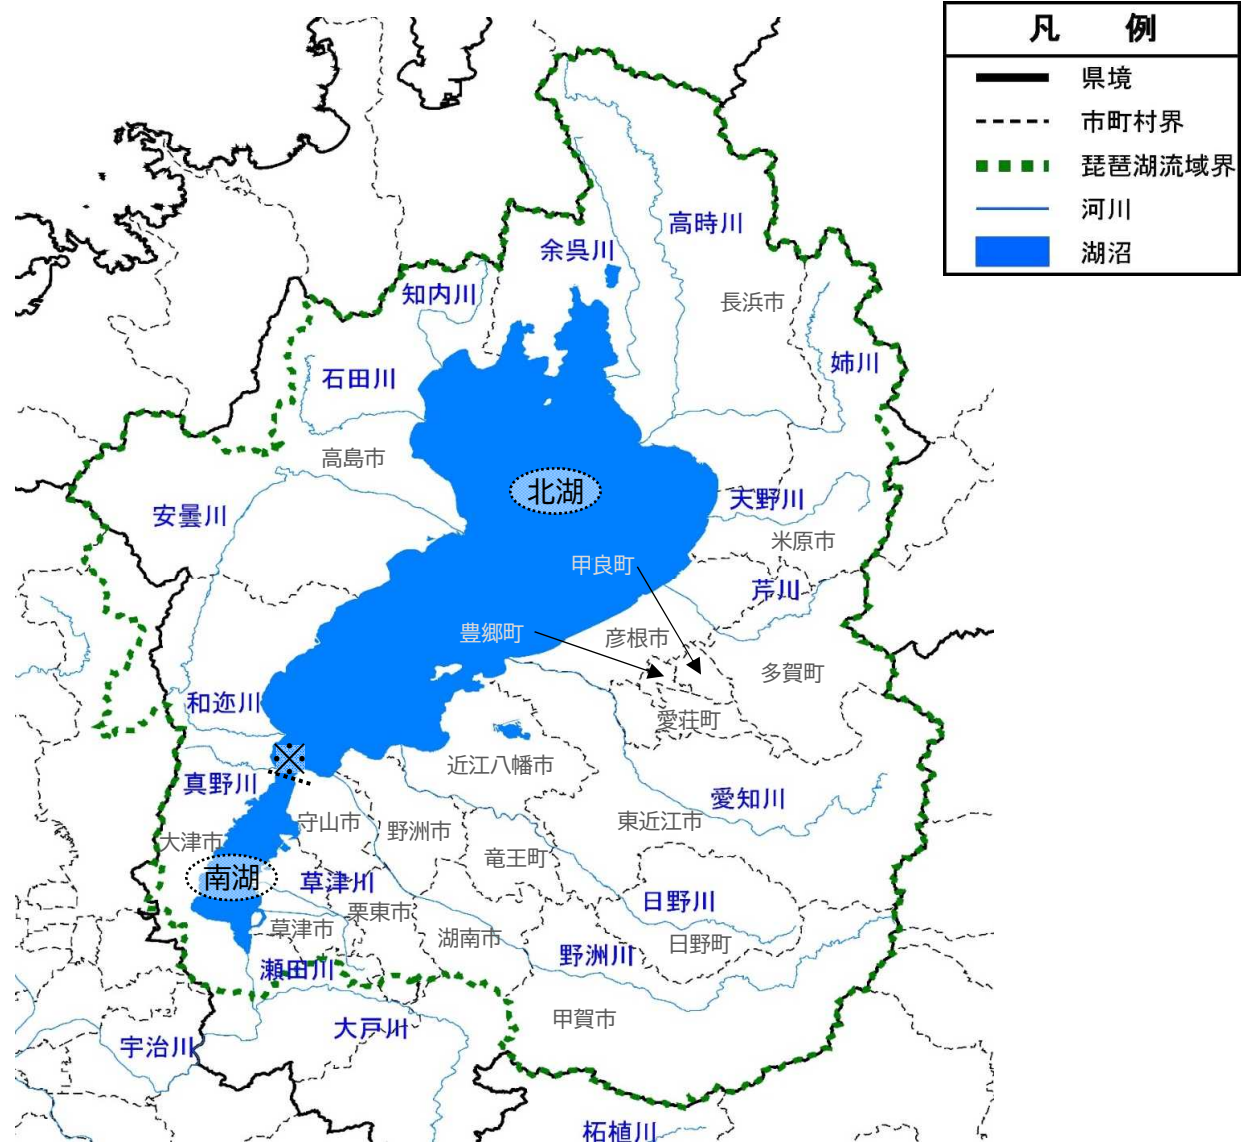 凡 例
県境
市町村界
琵琶湖流域界
河川
湖沼
高時川
余呉川
知内川
長浜市
姉川
石田川
高島市
北湖
天野川
安曇川
米原市
甲良町
芹川
豊郷町
彦根市
多賀町
和迩川
愛荘町
※
近江八幡市
真野川
愛知川
守山市
東近江市
野洲市
大津市
竜王町
南湖
草津川
日野川
栗東市
草津市
湖南市
日野町
野洲川
瀬田川
甲賀市
大戸川
宇治川
柘植川